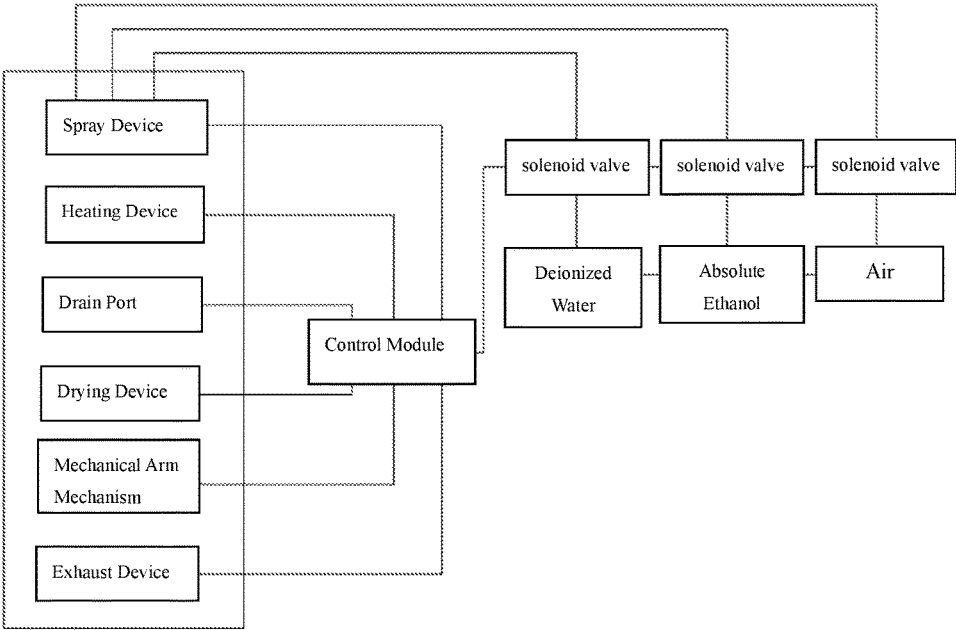 Spray Device
Heating Device
Drain Port
Drying Device
Mechanical Arm
Mechanism
Exhaust Device
Control Module
solenoid valve
solenoid valve
solenoid valve
Deionized
Water
Absolute
Ethanol
Air